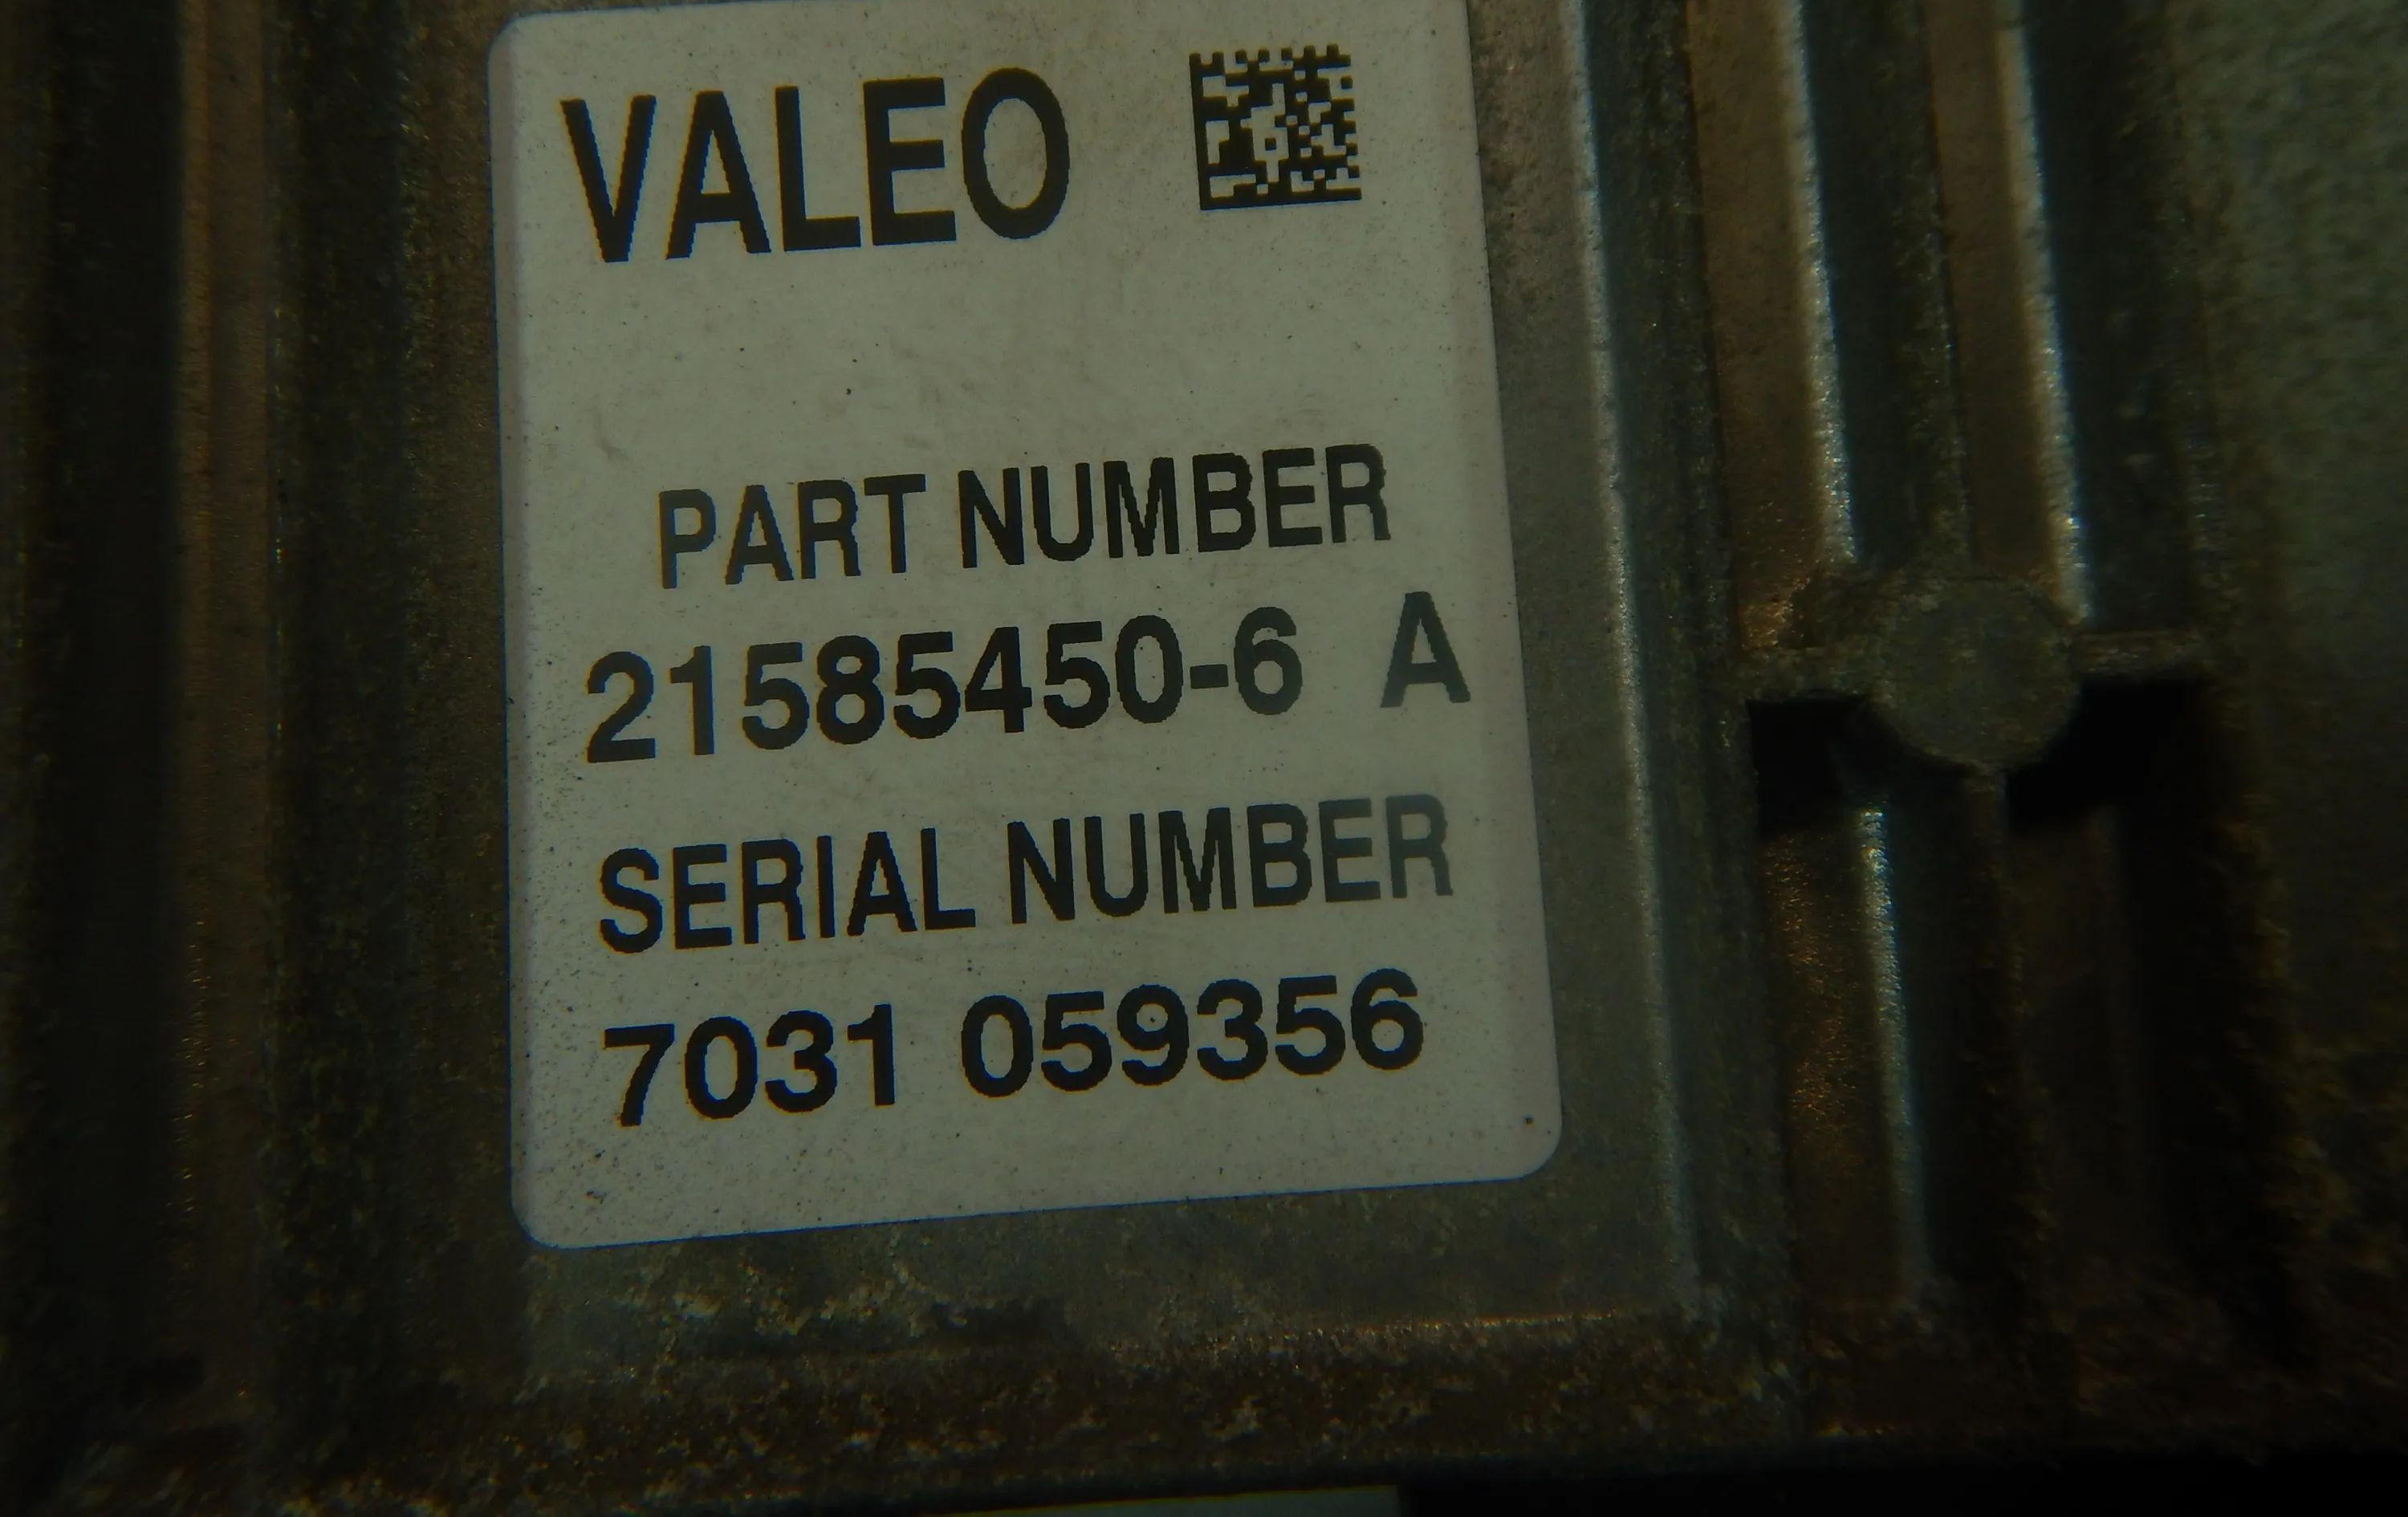 VALEO
PART NUMBER
21585450-6 A
SERIAL NUMBER
7031 059356